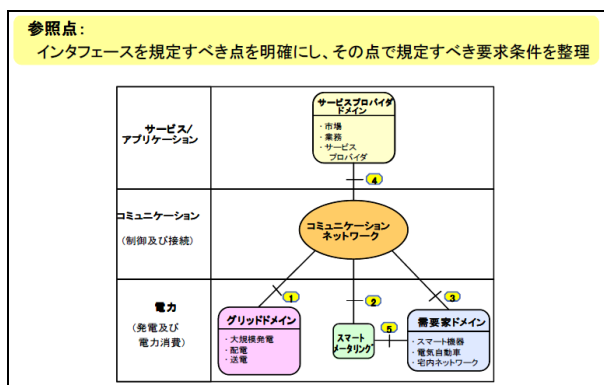 参照点:
インタフェースを規定すべき点を明確にし、その点で規定すべき要求条件を整理
サービス/
アプリケーション
サービスプロバイダ
ドメイン
・市場
・業務
・サービス
プロバイダ
4
コミュニケーション
(制御及び接続)
コミュニケーション
ネットワーク
1
2
3
電力
(発電及び
電力消費)
グリッドドメイン
・大規模発電
・配電
・送電
スマート
メータリング
5
需要家ドメイン
・スマート機器
・電気自動車
・宅内ネットワーク